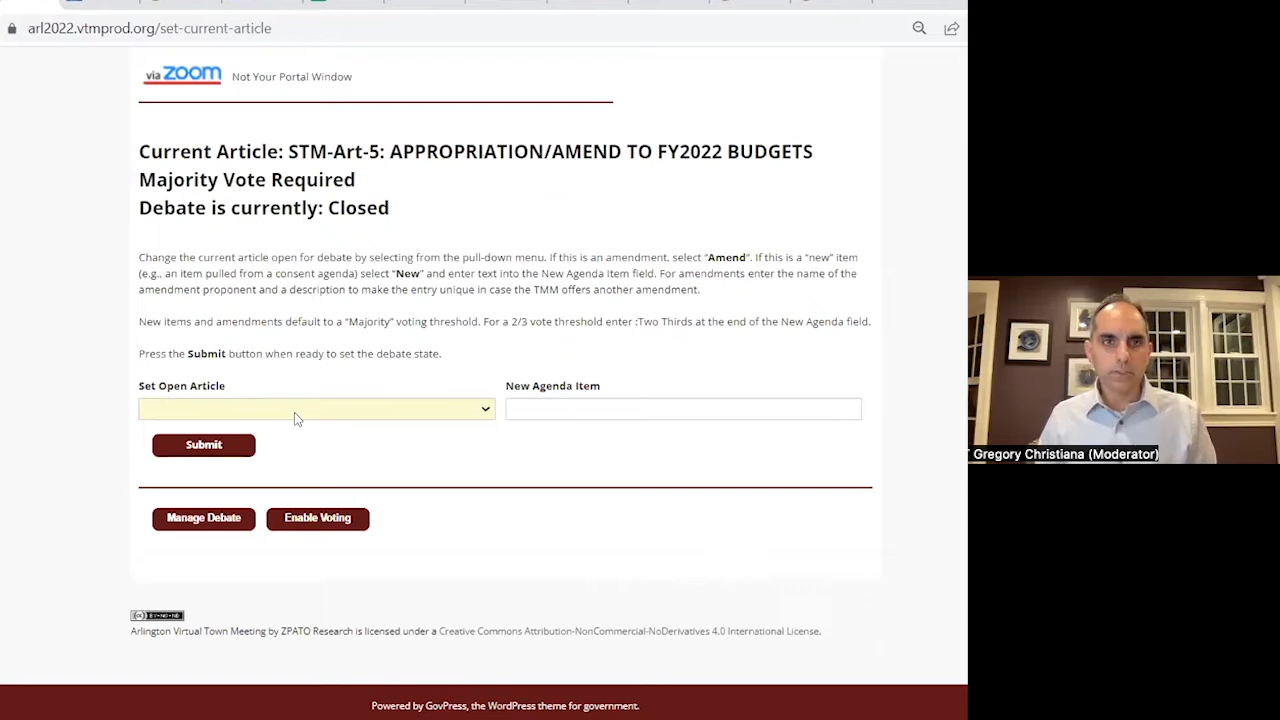 arl2022.vtmprod.org/set-current-article
via zoom Not Your Portal Window
Current Article: STM-Art-5: APPROPRIATION/AMEND TO FY2022 BUDGETS
Majority Vote Required
Debate is currently: Closed
Change the current article open for debate by selecting from the pull-down menu. If this is an amendment, select “Amend”. If this is a “new” item
(e.g., an item pulled from a consent agenda) select “New” and enter text into the New Agenda Item field. For amendments enter the name of the
amendment proponent and a description to make the entry unique in case the TMM offers another amendment.
New items and amendments default to a “Majority” voting threshold. For a 2/3 vote threshold enter :Two Thirds at the end of the New Agenda field.
Press the Submit button when ready to set the debate state.
Set Open Article New Agenda Item
Submit
Gregory Christiana (Moderator)
Manage Debate Enable Voting
BY-NC-ND
Arlington Virtual Town Meeting by ZPATO Research is licensed under a Creative Commons Attribution-NonCommercial-NoDerivatives 4.0 International License.
Powered by GovPress, the WordPress theme for government.